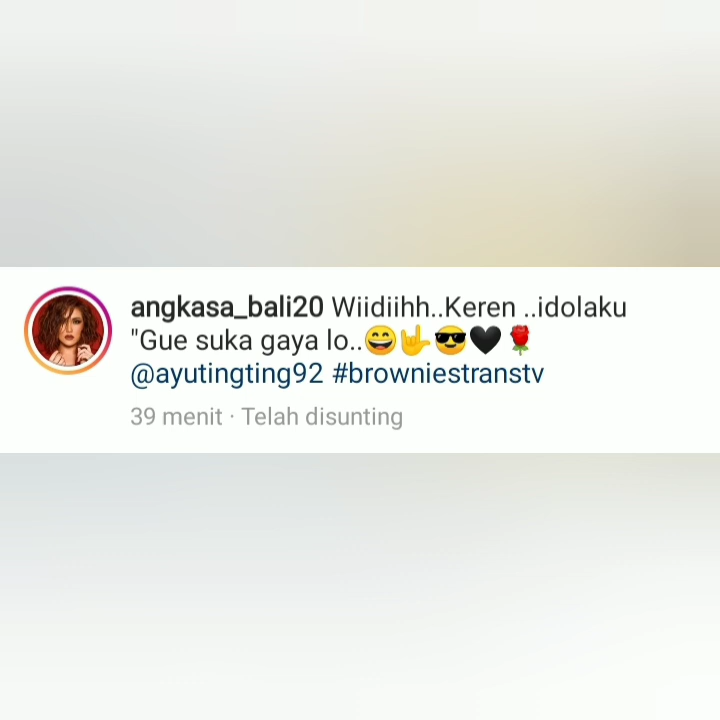 angkasa_bali20 Wiidiihh..Keren ..idolaku
"Gue suka gaya lo..😄🤟😎🖤🌹
@ayutingting92 #browniestranstv
39 menit · Telah disunting